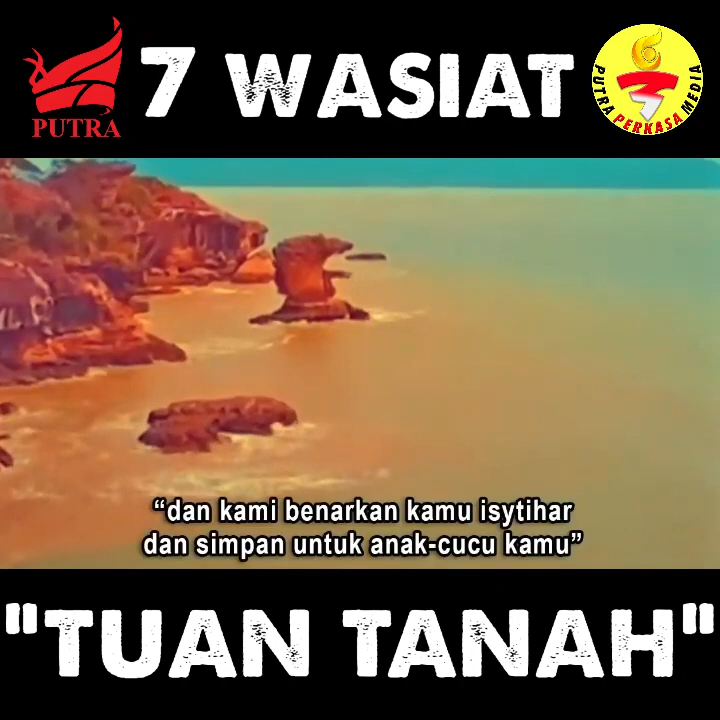 PUTRA
7 WASIAT
PUTRA PERKASA MEDIA
“dan kami benarkan kamu isytihar
dan simpan untuk anak-cucu kamu”
"TUAN TANAH"